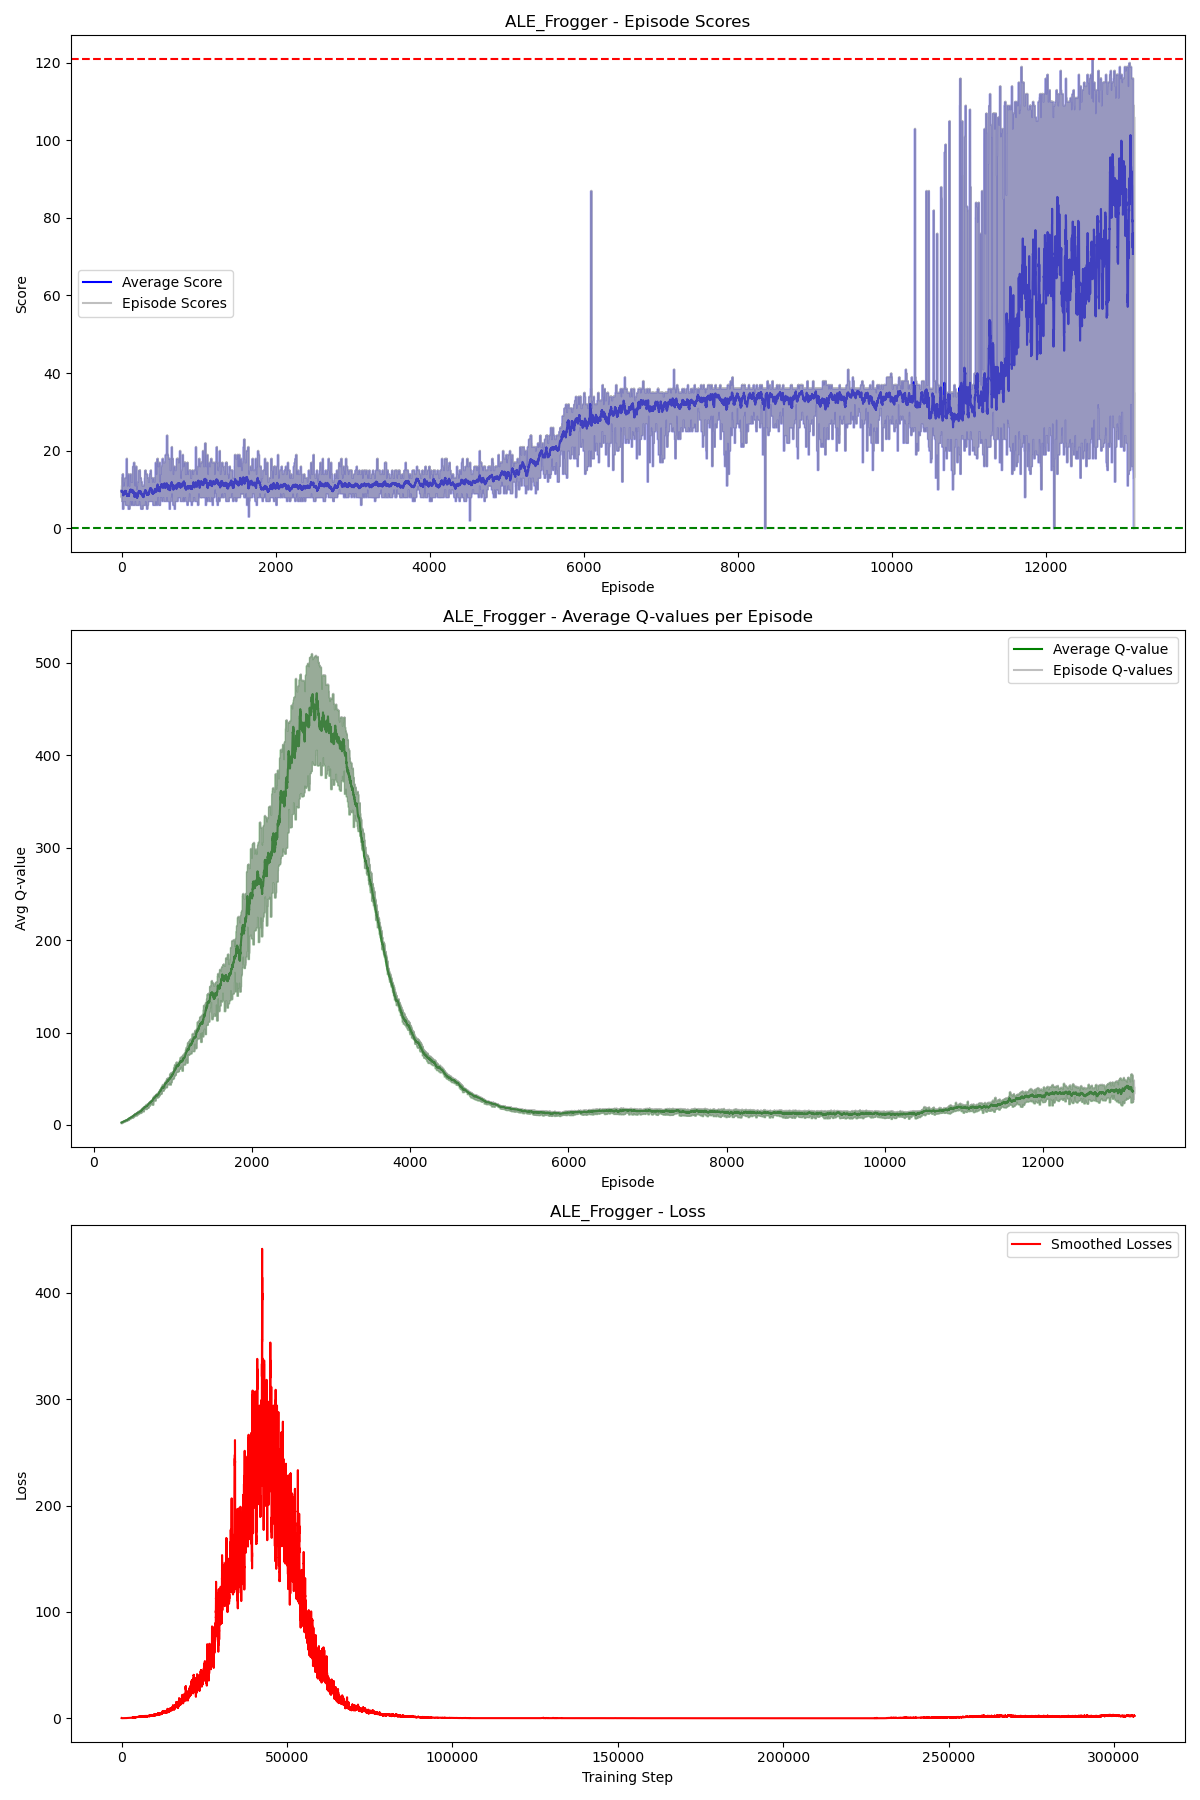 ALE_Frogger - Episode Scores
Score
120
100
80
60
40
20
0
Average Score
Episode Scores
0 2000 4000 6000 8000 10000 12000
Episode
ALE_Frogger - Average Q-values per Episode
Avg Q-value
500
400
300
200
100
0
Average Q-value
Episode Q-values
0 2000 4000 6000 8000 10000 12000
Episode
ALE_Frogger - Loss
Loss
400
300
200
100
0
Smoothed Losses
0 50000 100000 150000 200000 250000 300000
Training Step